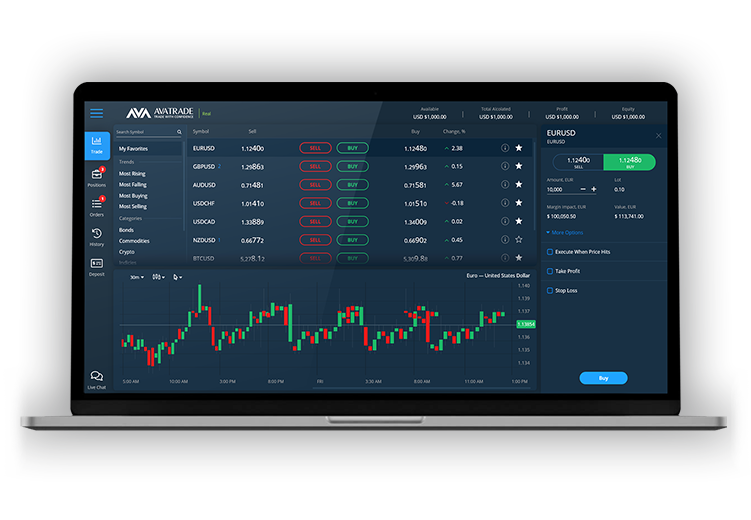 AVA AVATRADE
TRADE WITH CONFIDENCE
Real
Available
USD $1,000.00
Total Alcoated
USD $1,000.00
Profit
USD $1,000.00
Equity
USD $1,000.00
Trade
Positions
Orders
History
$ 25
Deposit
Live Chat
Search Symbol
My Favorites
Trends
Most Rising
Most Falling
Most Buying
Most Selling
Categories
Bonds
Commodities
Crypto
Indices
Symbol Sell Buy Change, %
EURUSD 1.12400 SELL BUY 1.12480 2.38
GBPUSD 1.29863 SELL BUY 1.29963 0.15
AUDUSD 0.71481 SELL BUY 0.71581 5.67
USDCHF 1.01410 SELL BUY 1.01510 -0.18
USDCAD 1.33889 SELL BUY 1.34009 0.02
NZDUSD 0.66772 SELL BUY 0.66902 0.45
BTCUSD 5,278.12 SELL BUY 5,309.88 0.77
EURUSD
EURUSD
1.12400
SELL
1.12480
BUY
Amount, EUR
10,000
Lot
0.10
Margin Impact, EUR
$ 100,050.50
Value, EUR
$ 113,741.00
More Options
Execute When Price Hits
Take Profit
Stop Loss
Buy
30m
Euro — United States Dollar
1.140
1.139
1.137
1.13854
1.136
1.135
1.134
5:00 AM 10:00 AM 3:00 PM 8:00 PM FRI 3:30 AM 8:00 AM 11:00 AM 1:00 PM